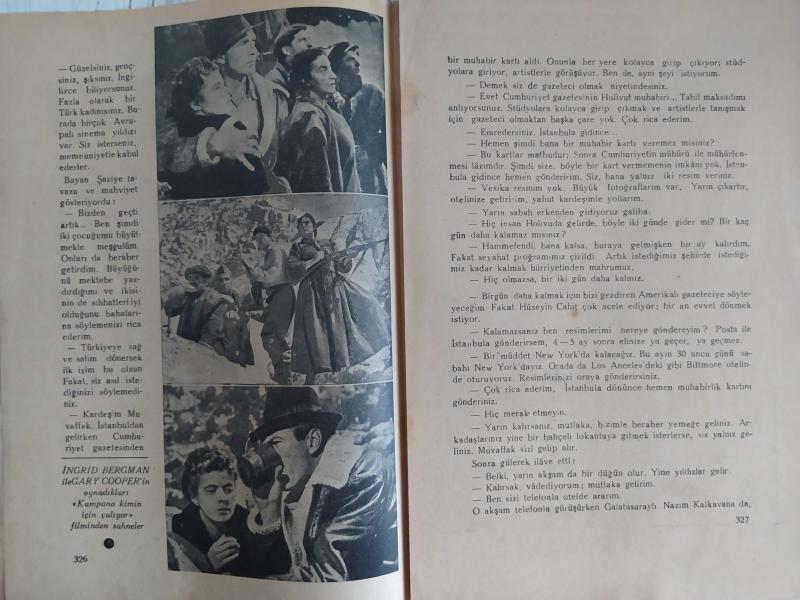 — Güzelsiniz, genç-
siniz, şıksınız. İngi-
lizce biliyorsunuz.
Fazla olarak bir
Türk kadınısınız. Bu-
rada birçok Avru-
palı sinema yıldızı
var. Siz isterseniz,
memnuniyetle kabul
ederler.
Bayan Şaziye te-
vazu ve mahviyet
gösteriyordu :
— Bizden geçti
artık... Ben şimdi
iki çocuğumu büyüt-
mekle meşgulüm.
Onları da beraber
getirdim. Büyüğü-
nü mektebe yaz-
dırdığımı ve ikisi-
nin de sıhhatleri iyi
olduğunu babaları-
na söylemenizi rica
ederim.
— Türkiyeye sağ
ve salim dönersek
ilk işim bu olsun
Fakat, siz asıl iste-
diğinizi söylemedi-
niz.
— Kardeşim Mu-
vaffak, İstanbuldan
gelirken Cumhu-
riyet gazetesinden
İNGRİD BERGMAN
ile GARY COOPER'in
oynadıkları
«Kampana kimin
için çalıyor»
filminden sahneler
326
bir muhabir kartı aldı. Onunla her yere kolayca girip çıkıyor; stüd-
yolara giriyor, artistlerle görüşüyor. Ben de, ayni şeyi istiyorum.
— Demek siz de gazeteci olmak niyetindesiniz.
— Evet Cumhuriyet gazetesinin Holivut muhabiri... Tabiî maksadımı
anlıyorsunuz. Stüdyolara kolayca girip çıkmak ve artistlerle tanışmak
için gazeteci olmaktan başka çare yok. Çok rica ederim.
— Emredersiniz. İstanbula gidince ..
— Hemen şimdi bana bir muhabir kartı veremez misiniz?
— Bu kartlar matbudur; Sonra Cumhuriyetin mühürü ile mühürlen-
mesi lâzımdır. Şimdi size, böyle bir kart vermemenin imkânı yok. İstan-
bula gidince hemen gönderirim. Siz, bana yalnız iki resim veriniz.
— Vesika resmim yok. Büyük fotoğraflarım var. Yarın çıkartır,
otelinize getiririm, yahut kardeşimle yollarım.
— Yarın sabah erkenden gidiyoruz galiba.
— Hiç insan Holivuda gelirde, böyle iki günde gider mi? Bir kaç
gün daha kalamaz mısınız?
— Hanımefendi, bana kalsa, buraya gelmişken bir ay kalırdım.
Fakat seyahat programımız çizildi. Artık istediğimiz şehirde istediği-
miz kadar kalmak hürriyetinden mahrumuz.
— Hiç olmazsa, bir iki gün daha kalınız.
— Birgün daha kalmak için bizi gezdiren Amerikalı gazeteciye söyle-
yeceğim Fakat Hüseyin Cahit çok acele ediyor; bir an evvel dönmek
istiyor.
— Kalamazsanız ben resimlerimi nereye göndereyim? Posta ile
İstanbula gönderirsem, 4—5 ay sonra elinize ya geçer, ya geçmez.
— Bir müddet New York'da kalacağız. Bu ayın 30 uncu günü sa-
bahı New York'dayız. Orada da Los Anceles'deki gibi Biltmore otelin-
de oturuyoruz. Resimlerinizi oraya gönderirsiniz.
— Çok rica ederim, İstanbula dönünce hemen muhabirlik kartımı
gönderiniz.
— Hiç merak etmeyin.
— Yarın kalırsanız, mutlaka, bizimle beraber yemeğe geliniz. Ar-
kadaşlarınız yine bir bahçeli lokantaya gitmek isterlerse, siz yalnız ge-
liniz. Muvaffak sizi gelip alır.
Sonra gülerek ilâve etti :
— Belki, yarın akşam da bir düğün olur. Yine yıldızlar gelir.
— Kalırsak, vâdediyorum; mutlaka gelirim.
— Ben sizi telefonla otelde ararım.
O akşam telefonla görüşürken Galatasaraylı Nazım Kalkavana da,
327